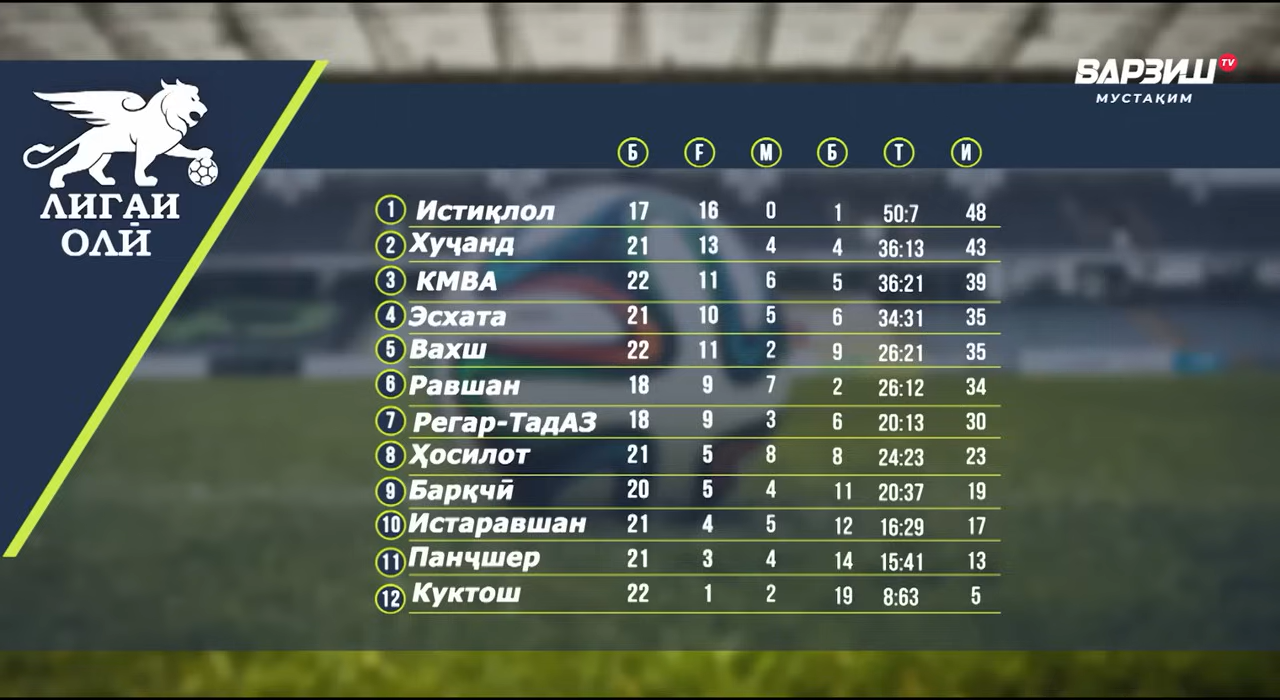 ВАРЗИШ TV
МУСТАҚИМ
ЛИГАИ
ОЛӢ
Б Ғ М Б Т И
1 Истиқлол 17 16 0 1 50:7 48
2 Хуҷанд 21 13 4 4 36:13 43
3 КМВА 22 11 6 5 36:21 39
4 Эсхата 21 10 5 6 34:31 35
5 Вахш 22 11 2 9 26:21 35
6 Равшан 18 9 7 2 26:12 34
7 Регар-ТадАЗ 18 9 3 6 20:13 30
8 Ҳосилот 21 5 8 8 24:23 23
9 Барқчӣ 20 5 4 11 20:37 19
10 Истаравшан 21 4 5 12 16:29 17
11 Панҷшер 21 3 4 14 15:41 13
12 Куктош 22 1 2 19 8:63 5